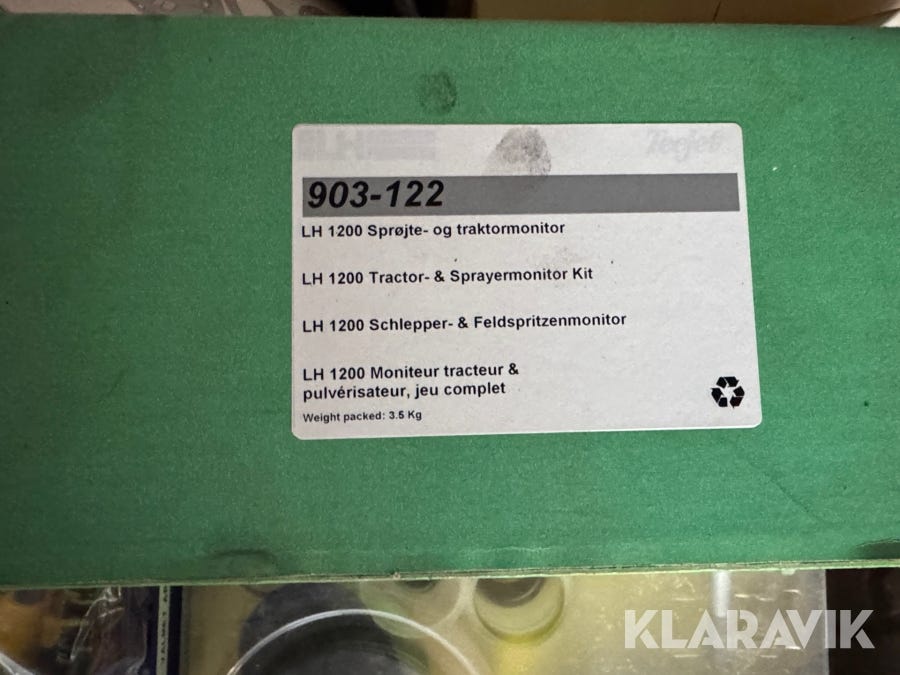 LH
TeeJet
903-122
LH 1200 Sprøjte- og traktormonitor
LH 1200 Tractor- & Sprayermonitor Kit
LH 1200 Schlepper- & Feldspritzenmonitor
LH 1200 Moniteur tracteur &
pulvérisateur, jeu complet
Weight packed: 3.5 Kg
KLARAVIK